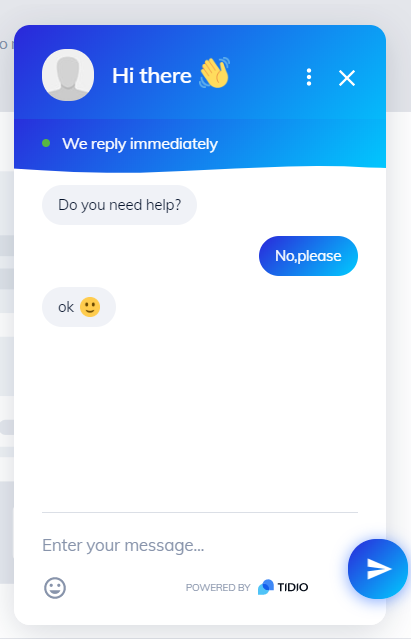 Hi there 👋
We reply immediately
Do you need help?
No,please
ok 🙂
Enter your message...
POWERED BY TIDIO